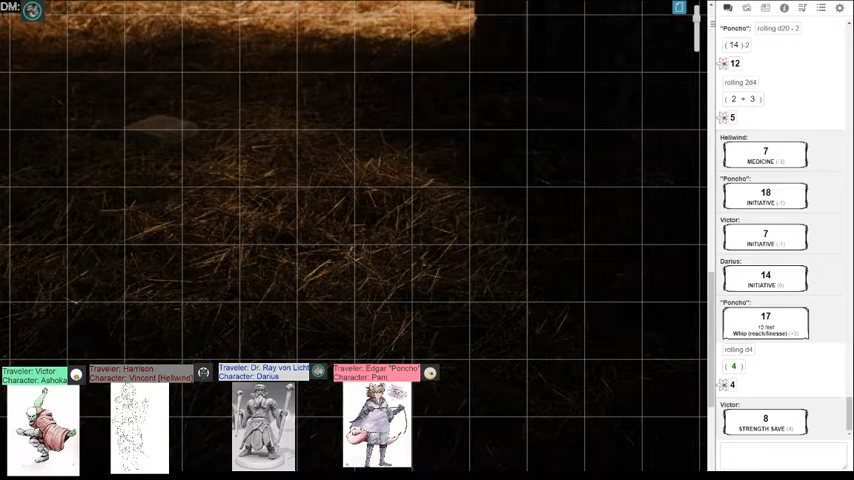 DM:
"Poncho": rolling d20 - 2
( 14 )-2
12
rolling 2d4
( 2 + 3 )
5
Hellwind:
7
MEDICINE (-3)
"Poncho":
18
INITIATIVE (-1)
Victor:
7
INITIATIVE (-1)
Darius:
14
INITIATIVE (0)
"Poncho":
17
15 feet
Whip (reach/finesse) (+3)
rolling d4
( 4 )
4
Victor:
8
STRENGTH SAVE (4)
Traveler: Victor
Character: Ashoka
Traveler: Harrison
Character: Vincent [Hellwind]
Traveler: Dr. Ray von Licht
Character: Darius
Traveler: Edgar "Poncho"
Character: Pam